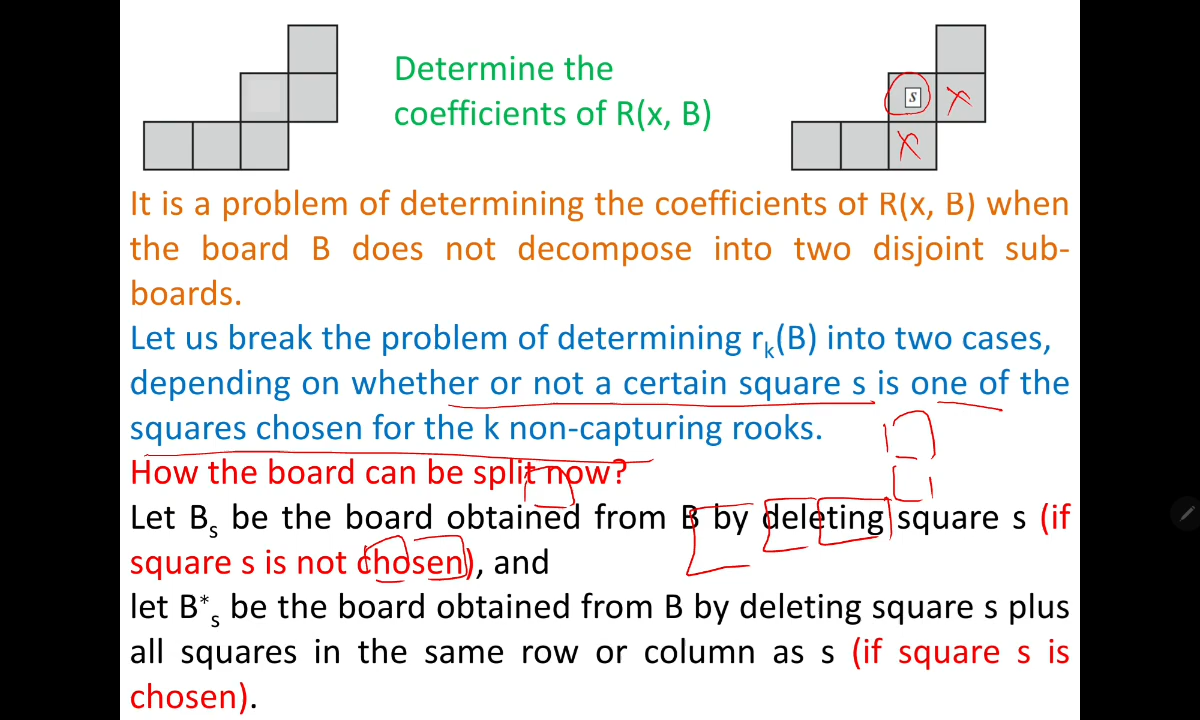 Determine the
coefficients of R(x, B)
s
It is a problem of determining the coefficients of R(x, B) when
the board B does not decompose into two disjoint sub-
boards.
Let us break the problem of determining rₖ(B) into two cases,
depending on whether or not a certain square s is one of the
squares chosen for the k non-capturing rooks.
How the board can be split now?
Let Bₛ be the board obtained from B by deleting square s (if
square s is not chosen), and
let B*ₛ be the board obtained from B by deleting square s plus
all squares in the same row or column as s (if square s is
chosen).